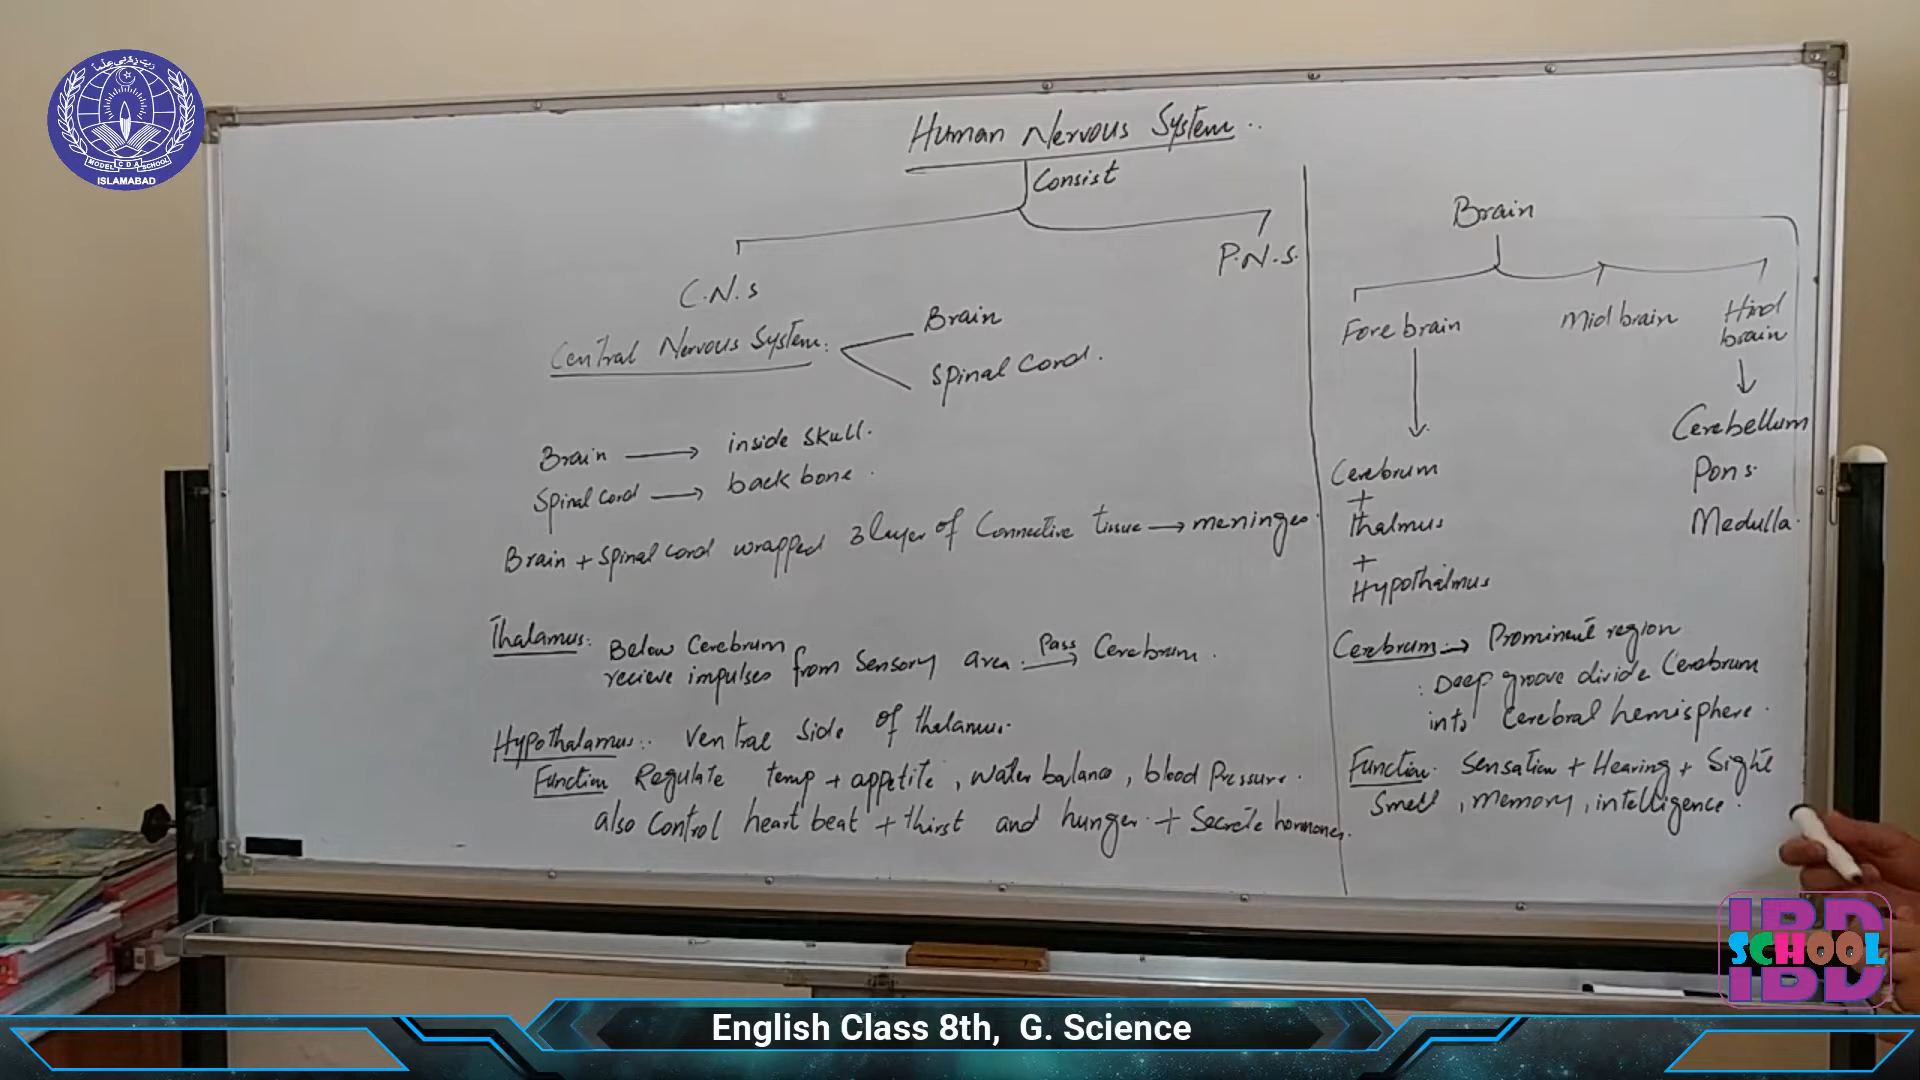 Human Nervous System..
Consist
C.N.s
P.N.s.
Central Nervous System:
Brain
Spinal cord.
Brain → inside skull.
Spinal cord → back bone.
Brain + spinal cord wrapped 3 layer of Connective tissue → meninges.
Thalamus: Below Cerebrum
recieve impulses from sensory area. Pass → Cerebrum.
Hypothalamus:. Ventral side of thalamus.
Function Regulate temp + appetite, water balance, blood Pressure.
also control heart beat + thirst and hunger. + Secrete hormones.
Brain
Fore brain
Mid brain
Hind
brain
Cerebrum
+
Thalmus
+
Hypothalmus
Cerebellum
Pons
Medulla.
Cerebrum → Prominent region
: Deep groove divide Cerebrum
into Cerebral hemisphere.
Function. Sensation + Hearing + Sight
Smell, memory, intelligence.
MODEL CDA SCHOOL
ISLAMABAD
IBD
SCHOOL
IBD
English Class 8th, G. Science